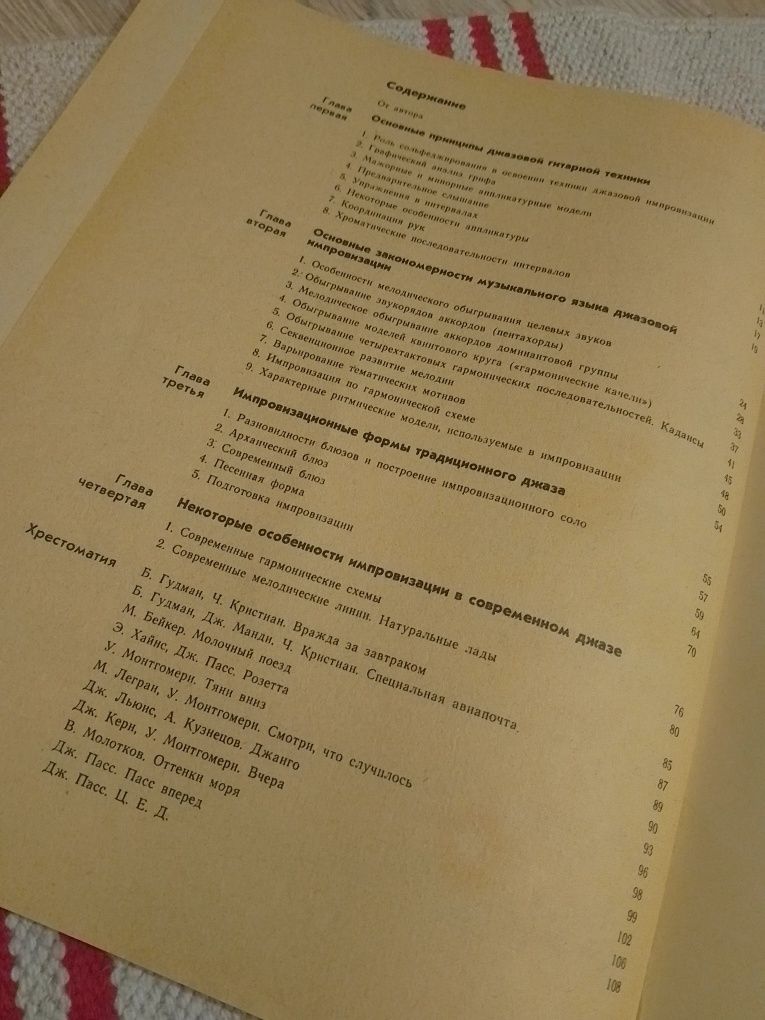 Содержание
От автора
Глава первая
Основные принципы джазовой гитарной техники
1. Роль сольфеджирования в освоении техники джазовой импровизации
2. Графический анализ грифа
3. Мажорные и минорные аппликатурные модели
4. Предварительное слышание
5. Упражнения в интервалах
6. Некоторые особенности аппликатуры
7. Координация рук
8. Хроматические последовательности интервалов
Глава вторая
Основные закономерности музыкального языка джазовой
импровизации
1. Особенности мелодического обыгрывания целевых звуков
2. Обыгрывание звукорядов аккордов (пентахорды)
3. Мелодическое обыгрывание аккордов доминантовой группы
4. Обыгрывание моделей квинтового круга («гармонические качели»)
5. Обыгрывание четырехтактовых гармонических последовательностей. Кадансы
6. Секвенционное развитие мелодии
7. Варьирование тематических мотивов
8. Импровизация по гармонической схеме
9. Характерные ритмические модели, используемые в импровизации
Глава третья
Импровизационные формы традиционного джаза
1. Разновидности блюзов и построение импровизационного соло
2. Архаический блюз
3. Современный блюз
4. Песенная форма
5. Подготовка импровизации
Глава четвертая
Некоторые особенности импровизации в современном джазе
1. Современные гармонические схемы
2. Современные мелодические линии. Натуральные лады
Хрестоматия
Б. Гудман, Ч. Кристиан. Вражда за завтраком
Б. Гудман, Дж. Манди, Ч. Кристиан. Специальная авиапочта
М. Бейкер. Молочный поезд
Э. Хайнс, Дж. Пасс. Розетта
У. Монтгомери. Тяни вниз
М. Легран, У. Монтгомери. Смотри, что случилось
Дж. Льюис, А. Кузнецов. Джанго
Дж. Керн, У. Монтгомери. Вчера
В. Молотков. Оттенки моря
Дж. Пасс. Пасс вперед
Дж. Пасс. Ц. Е. Д.
24
28
33
37
41
45
48
50
54
55
57
59
64
70
76
80
85
87
89
90
93
96
98
99
102
106
108